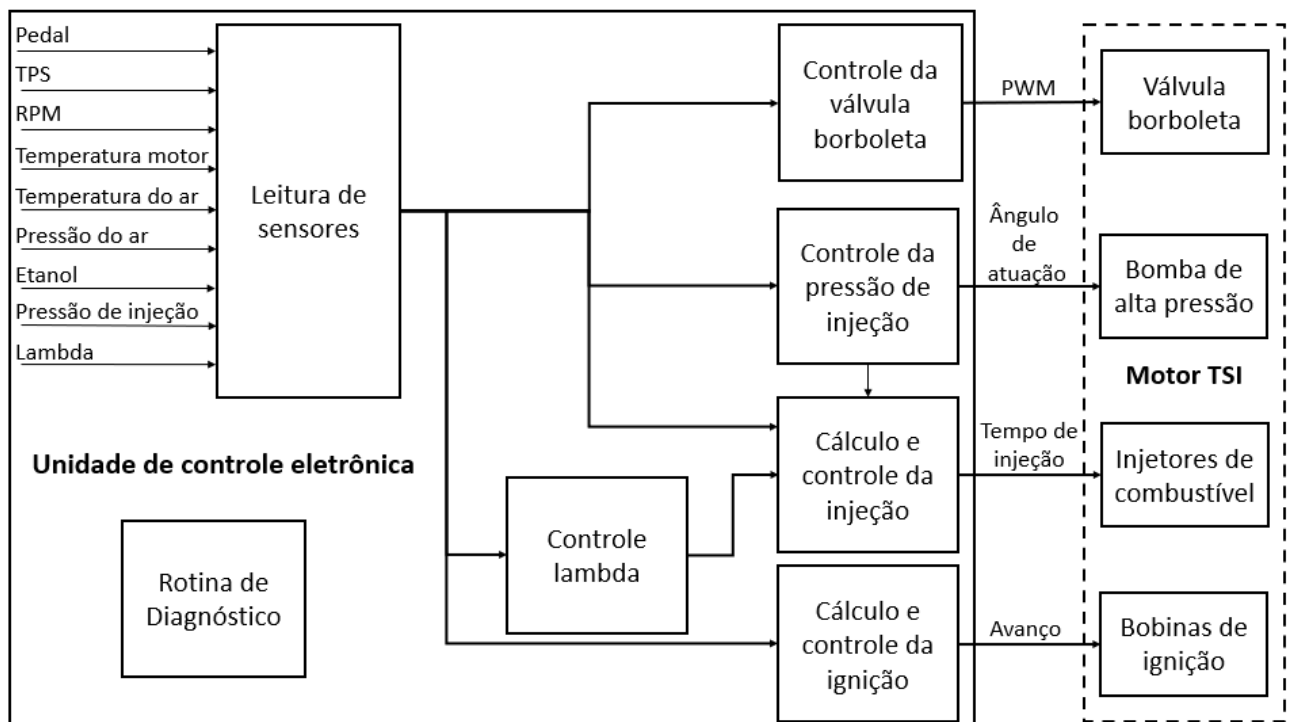 Pedal
TPS
RPM
Temperatura motor
Temperatura do ar
Pressão do ar
Etanol
Pressão de injeção
Lambda
Leitura de
sensores
Unidade de controle eletrônica
Rotina de
Diagnóstico
Controle
lambda
Controle da
válvula
borboleta
Controle da
pressão de
injeção
Cálculo e
controle da
injeção
Cálculo e
controle da
ignição
PWM
Ângulo
de
atuação
Tempo de
injeção
Avanço
Válvula
borboleta
Bomba de
alta pressão
Motor TSI
Injetores de
combustível
Bobinas de
ignição